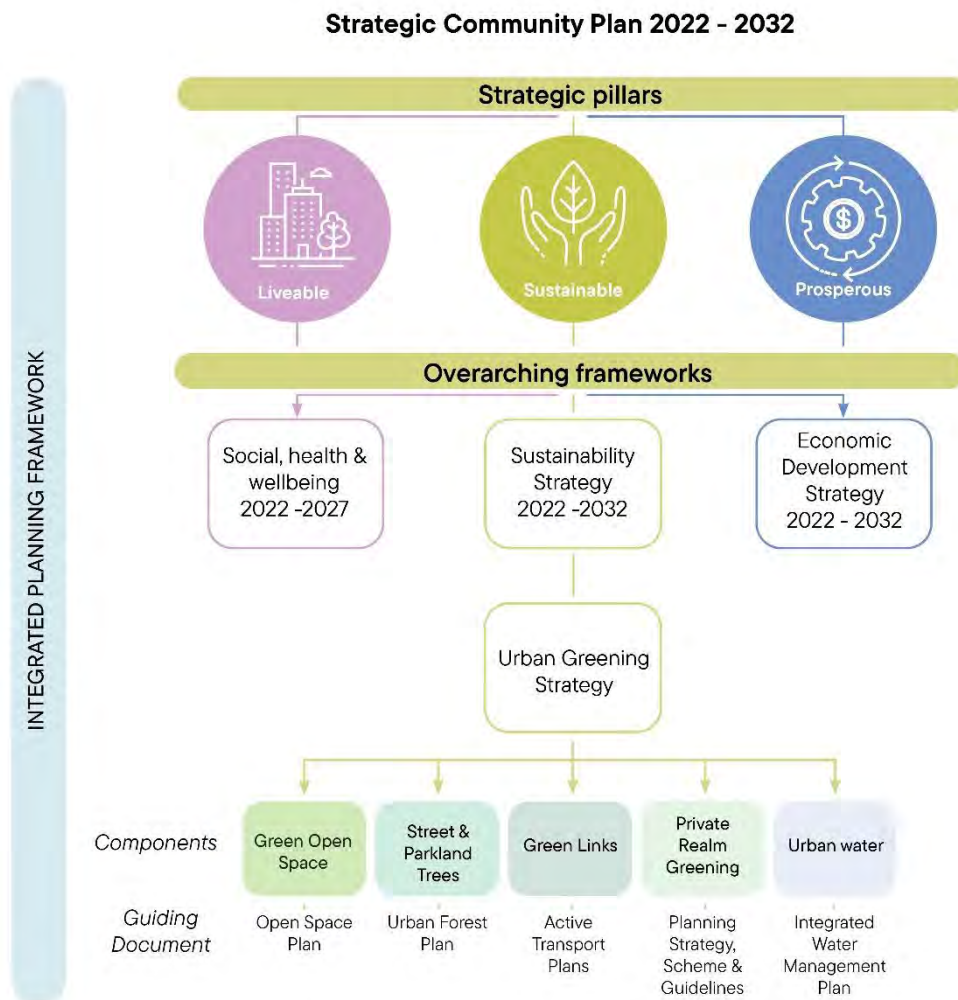 Strategic Community Plan 2022 - 2032
INTEGRATED PLANNING FRAMEWORK
Strategic pillars
Liveable
Sustainable
$
Prosperous
Overarching frameworks
Social, health &
wellbeing
2022 -2027
Sustainability
Strategy
2022 -2032
Economic
Development
Strategy
2022 - 2032
Urban Greening
Strategy
Components
Green Open
Space
Street &
Parkland
Trees
Green Links
Private
Realm
Greening
Urban water
Guiding
Document
Open Space
Plan
Urban Forest
Plan
Active
Transport
Plans
Planning
Strategy,
Scheme &
Guidelines
Integrated
Water
Management
Plan